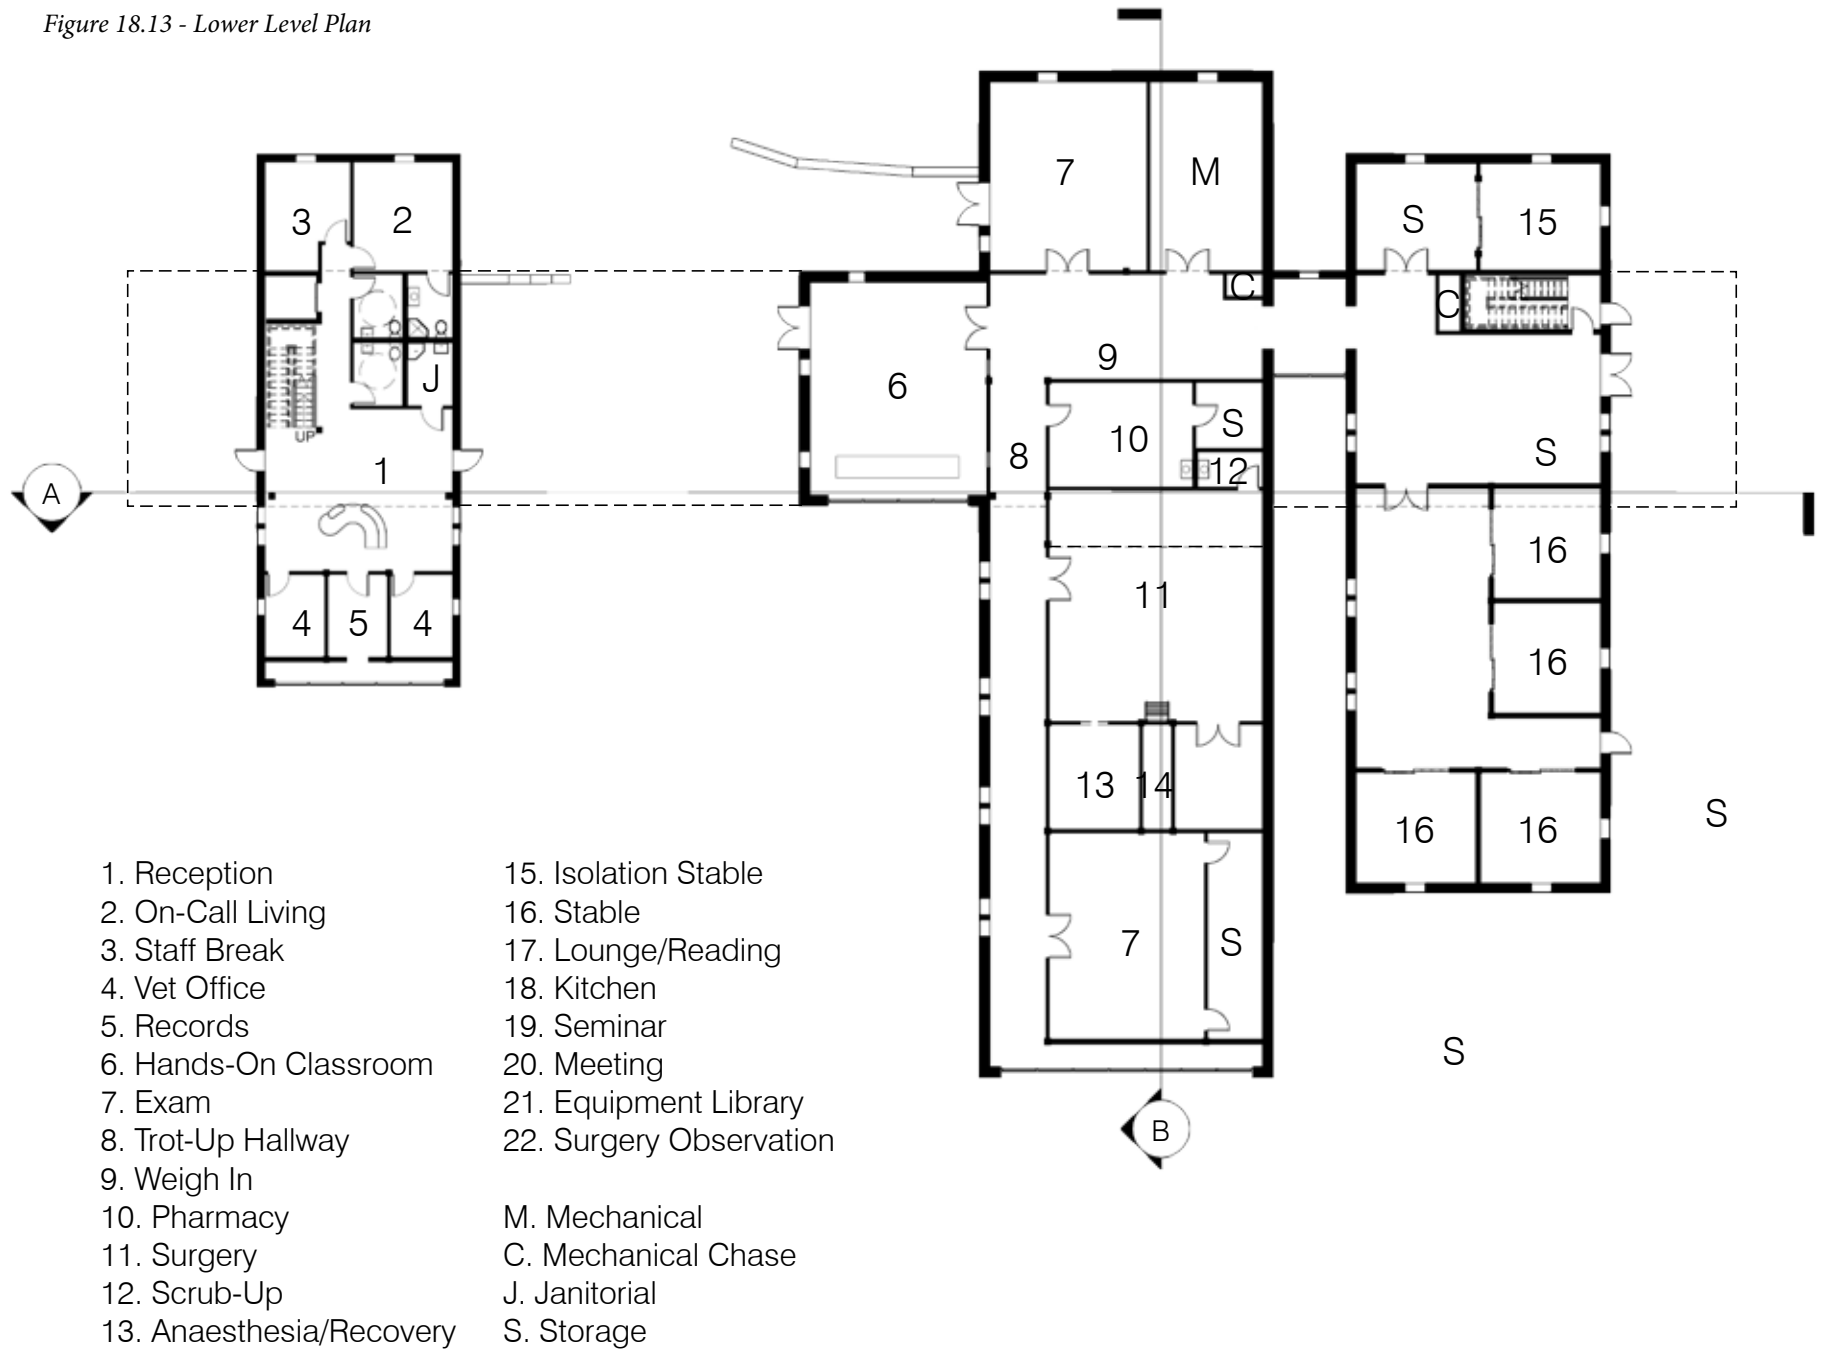 Figure 18.13 - Lower Level Plan
7
M
3
2
S
15
C
C
J
6
9
UP
10
S
8
12
S
1
A
11
16
16
4
5
4
13
14
16
16
S
7
S
S
B
1. Reception
2. On-Call Living
3. Staff Break
4. Vet Office
5. Records
6. Hands-On Classroom
7. Exam
8. Trot-Up Hallway
9. Weigh In
10. Pharmacy
11. Surgery
12. Scrub-Up
13. Anaesthesia/Recovery
15. Isolation Stable
16. Stable
17. Lounge/Reading
18. Kitchen
19. Seminar
20. Meeting
21. Equipment Library
22. Surgery Observation
M. Mechanical
C. Mechanical Chase
J. Janitorial
S. Storage